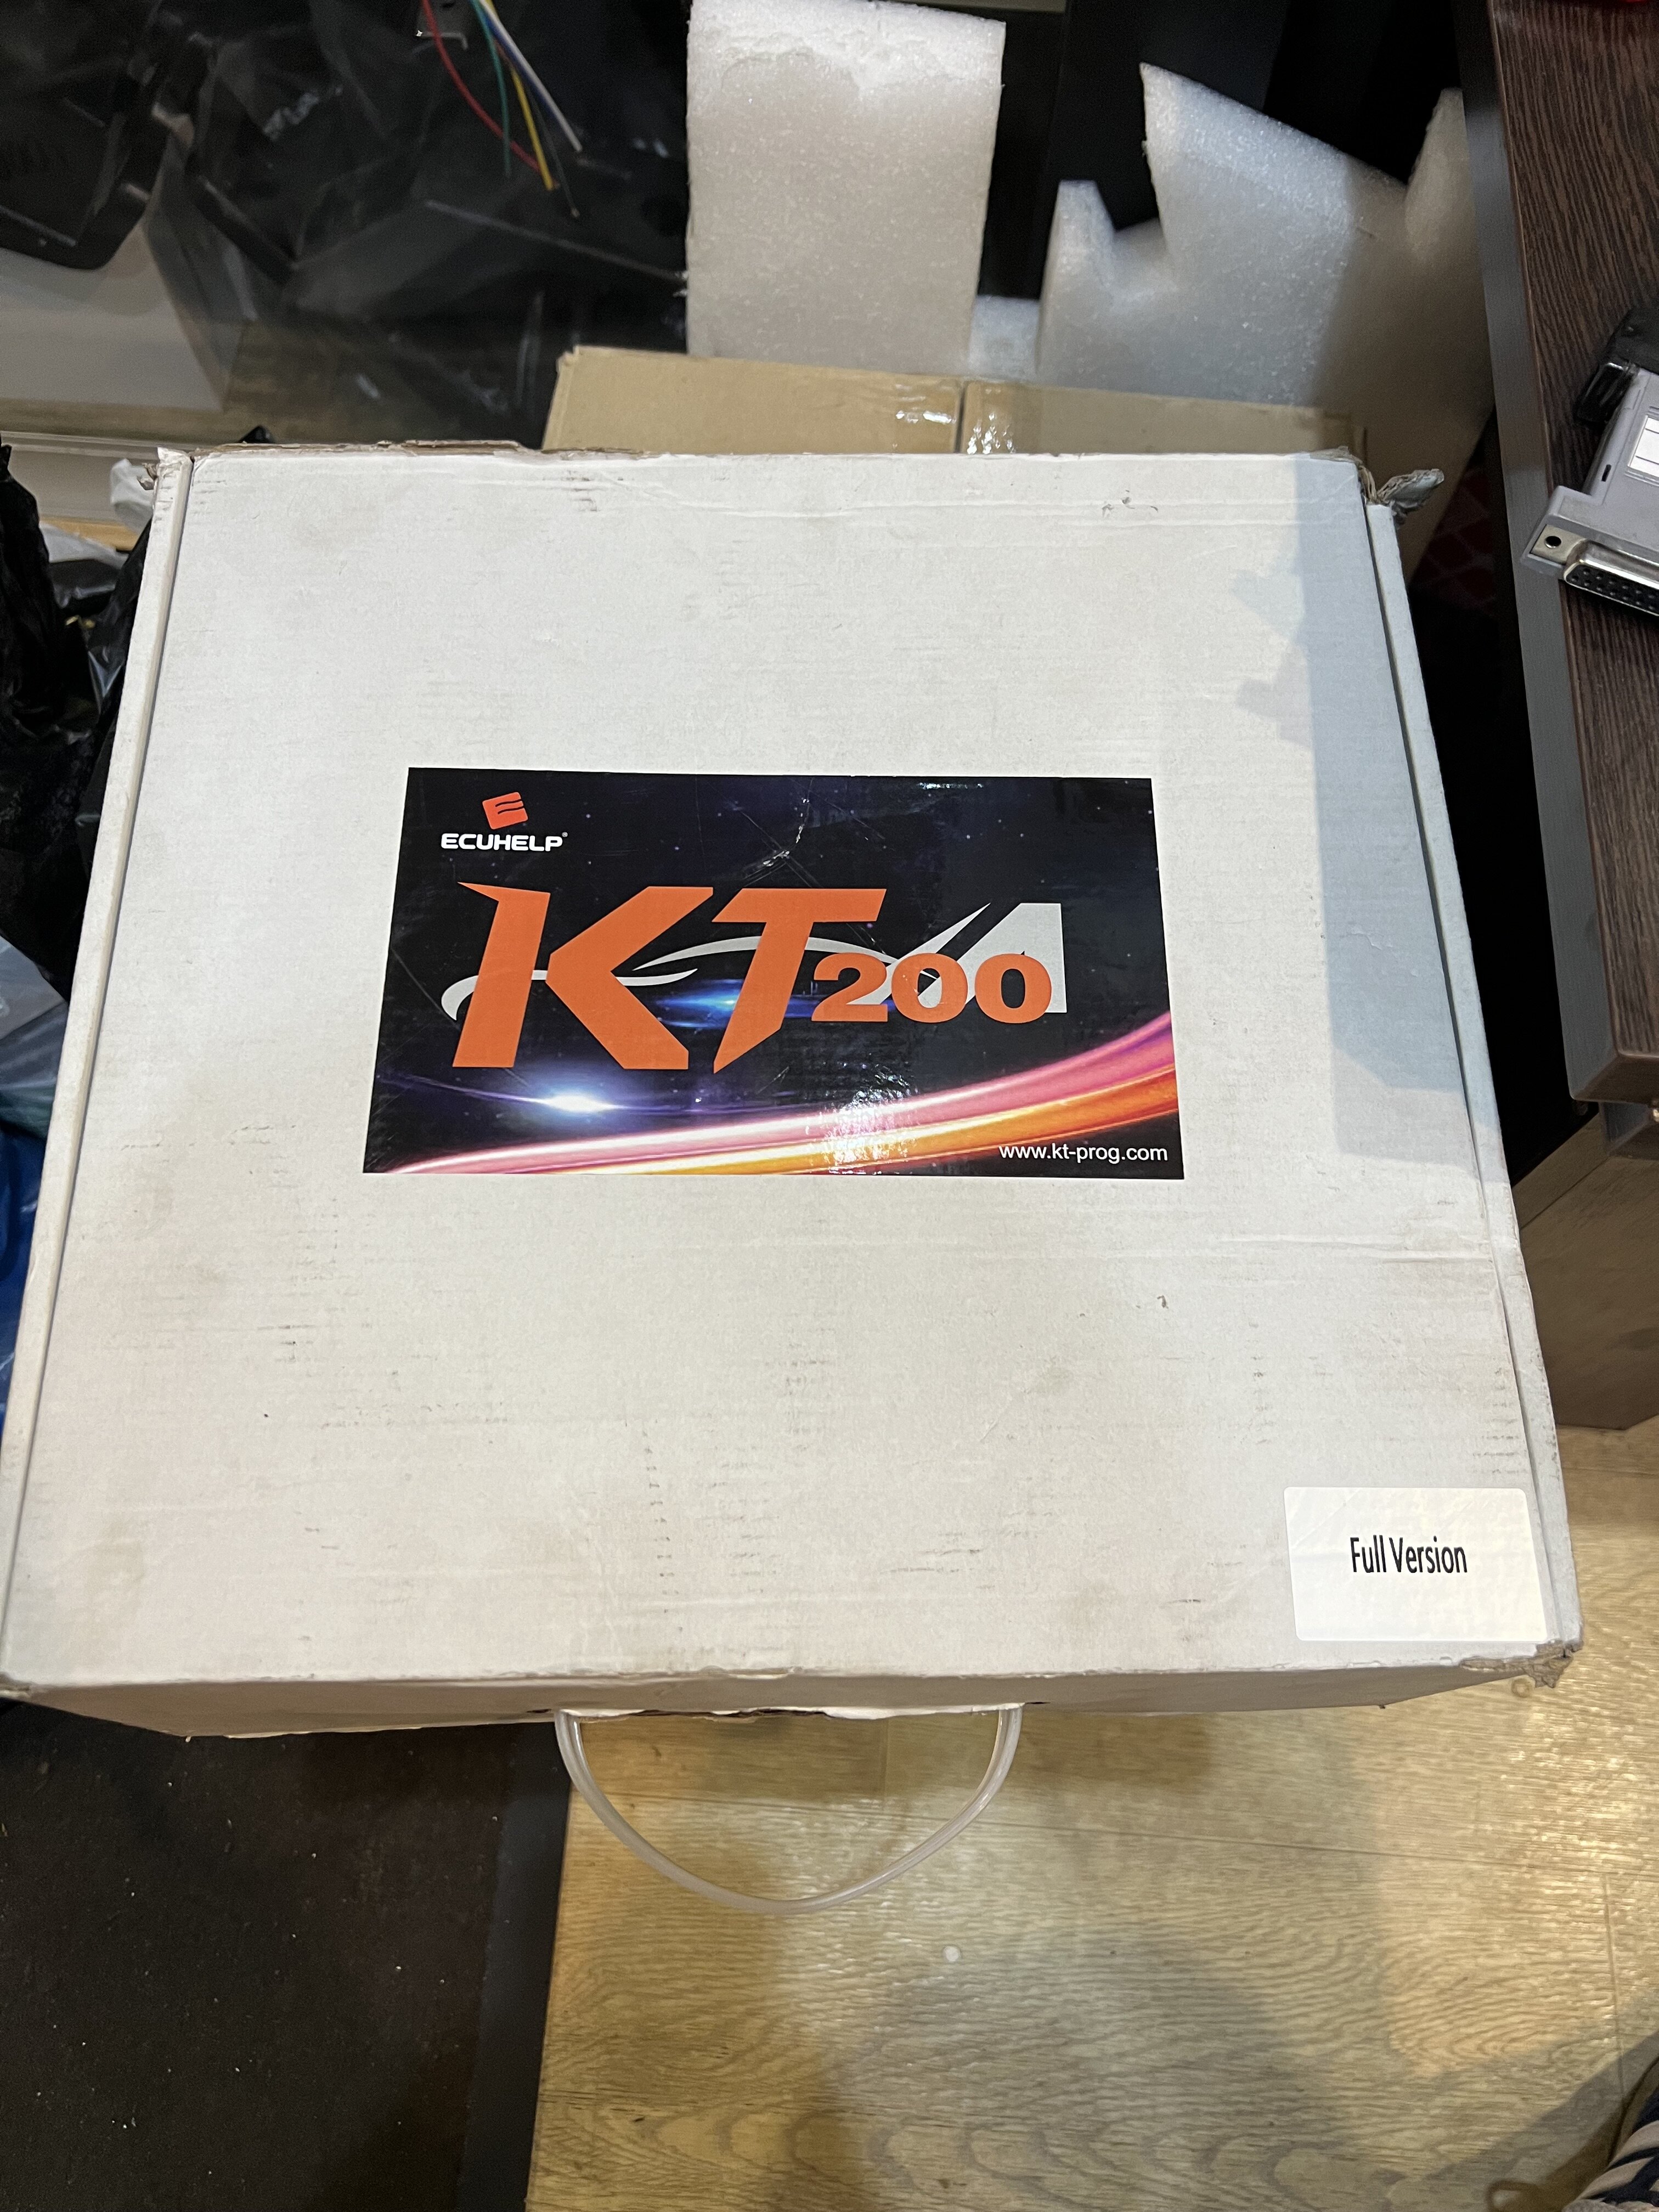 ECUHELP®
KT200
www.kt-prog.com
Full Version